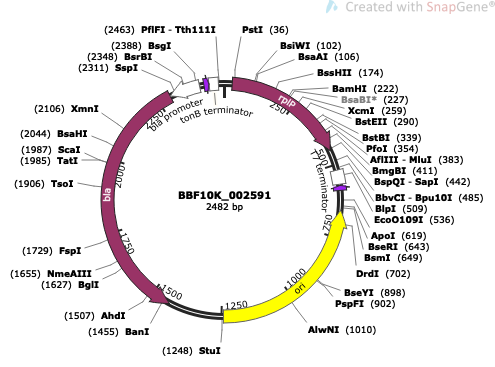 Created with SnapGene®
(2463) PflFI - Tth111I
PstI (36)
(2388) BsgI
(2348) BsrBI
(2311) SspI
BsiWI (102)
BsaAI (106)
BssHII (174)
BamHI (222)
BsaBI* (227)
XcmI (259)
BstEII (290)
BstBI (339)
PfoI (354)
AflIII - MluI (383)
BmgBI (411)
BspQI - SapI (442)
BbvCI - Bpu10I (485)
BlpI (509)
EcoO109I (536)
ApoI (619)
BseRI (643)
BsmI (649)
DrdI (702)
BseYI (898)
PspFI (902)
AlwNI (1010)
(2106) XmnI
(2044) BsaHI
(1987) ScaI
(1985) TatI
(1906) TsoI
(1729) FspI
(1655) NmeAIII
(1627) BglI
(1507) AhdI
(1455) BanI
(1248) StuI
bla promoter
tonB terminator
rplP
T7 terminator
bla
ori
250
500
750
1000
1250
1500
1750
2000
2250
BBF10K_002591
2482 bp